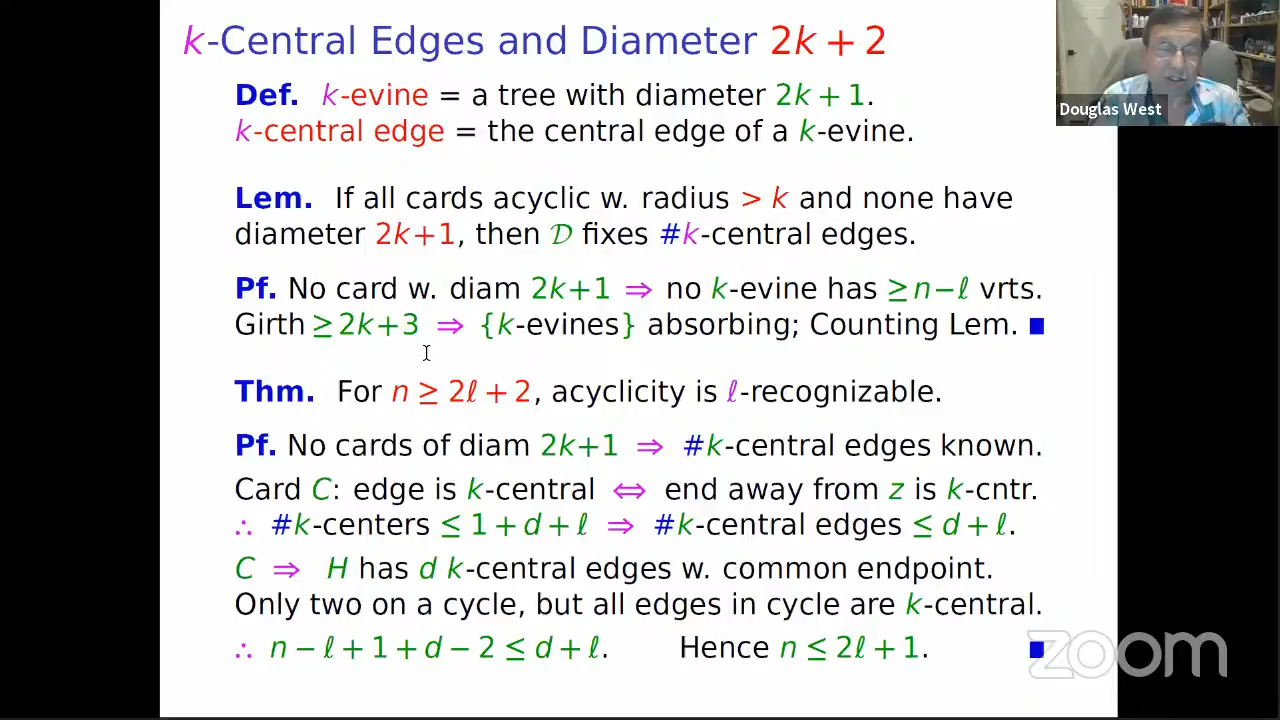 k-Central Edges and Diameter 2k + 2
Def. k-evine = a tree with diameter 2k + 1.
k-central edge = the central edge of a k-evine.
Lem. If all cards acyclic w. radius > k and none have
diameter 2k+1, then 𝒟 fixes #k-central edges.
Pf. No card w. diam 2k+1 ⇒ no k-evine has ≥n−ℓ vrts.
Girth ≥2k+3 ⇒ {k-evines} absorbing; Counting Lem. ■
Thm. For n ≥ 2ℓ + 2, acyclicity is ℓ-recognizable.
Pf. No cards of diam 2k+1 ⇒ #k-central edges known.
Card C: edge is k-central ⇔ end away from z is k-cntr.
∴ #k-centers ≤ 1 + d + ℓ ⇒ #k-central edges ≤ d + ℓ.
C ⇒ H has d k-central edges w. common endpoint.
Only two on a cycle, but all edges in cycle are k-central.
∴ n − ℓ + 1 + d − 2 ≤ d + ℓ. Hence n ≤ 2ℓ + 1. ■
Douglas West
zoom